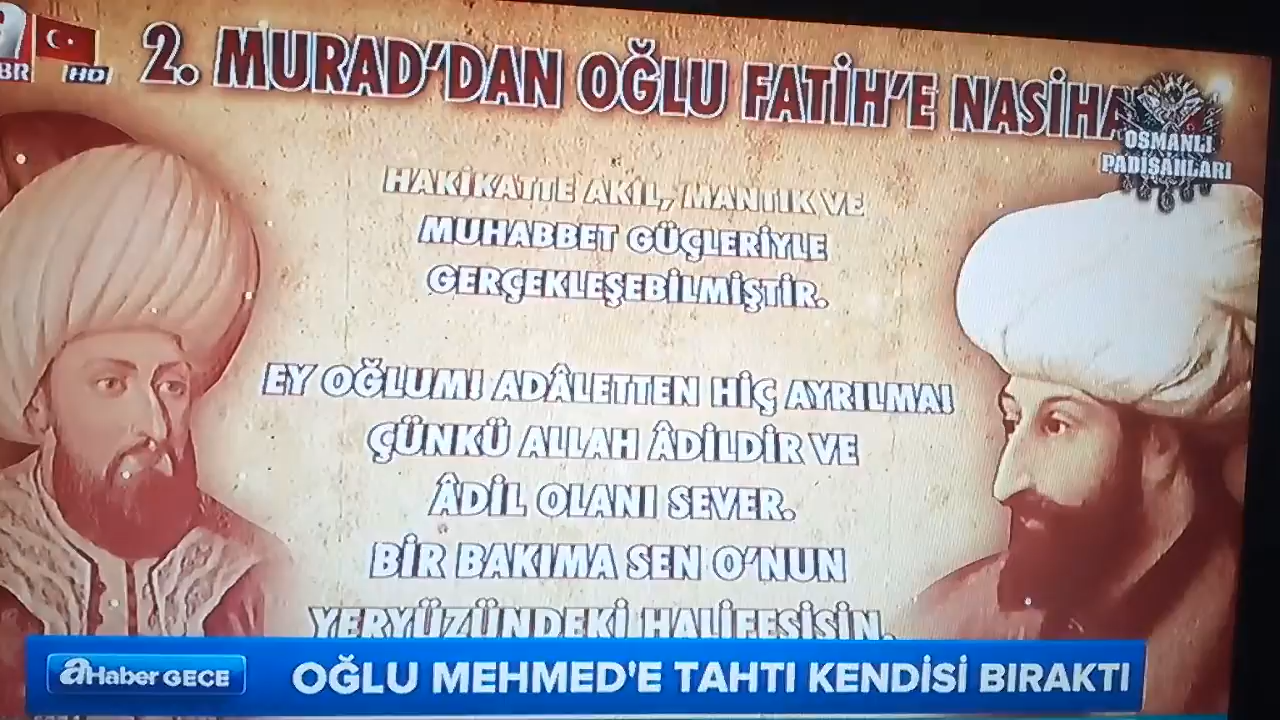 BR
HD
2. MURAD'DAN OĞLU FATİH'E NASİHA
OSMANLI
PADİŞAHLARI
HAKİKATTE AKIL, MANTIK VE
MUHABBET GÜÇLERİYLE
GERÇEKLEŞEBİLMİŞTİR.
EY OĞLUM! ADÂLETTEN HİÇ AYRILMA!
ÇÜNKÜ ALLAH ÂDİLDİR VE
ÂDİL OLANI SEVER.
BİR BAKIMA SEN O'NUN
YERYÜZÜNDEKİ HALİFESİSİN.
aHaber GECE
OĞLU MEHMED'E TAHTI KENDİSİ BIRAKTI